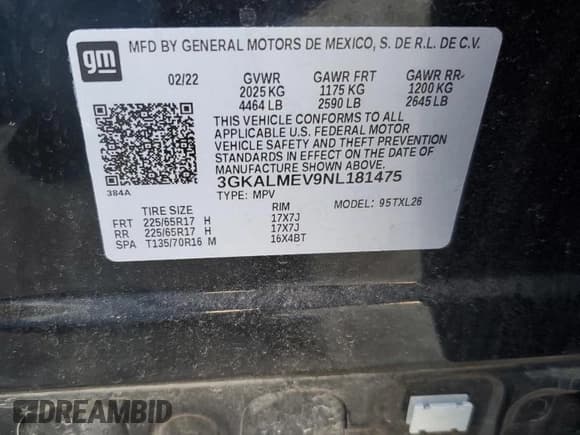 gm
MFD BY GENERAL MOTORS DE MEXICO, S. DE R.L. DE C.V.
02/22 GVWR GAWR FRT GAWR RR
2025 KG 1175 KG 1200 KG
4464 LB 2590 LB 2645 LB
THIS VEHICLE CONFORMS TO ALL
APPLICABLE U.S. FEDERAL MOTOR
VEHICLE SAFETY AND THEFT PREVENTION
STANDARDS IN EFFECT ON THE DATE OF
MANUFACTURE SHOWN ABOVE.
384A
3GKALMEV9NL181475
TYPE: MPV MODEL: 95TXL26
TIRE SIZE RIM
FRT 225/65R17 H 17X7J
RR 225/65R17 H 17X7J
SPA T135/70R16 M 16X4BT
DREAMBID